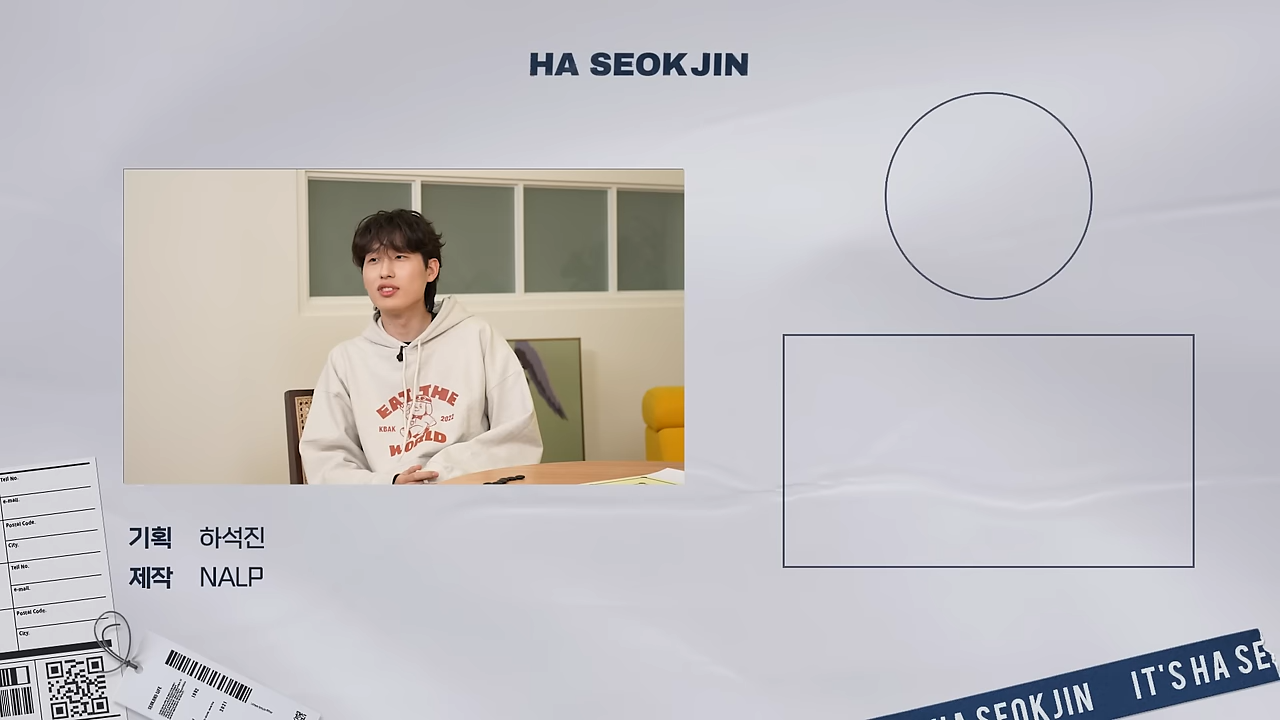 HA SEOKJIN
EAT THE
KBAK
2022
WORLD
기획 하석진
제작 NALP
Tell No.
e-mail.
Postal Code.
City.
Tell No.
e-mail.
Postal Code.
City.
HA SEOKJIN IT'S HA SE